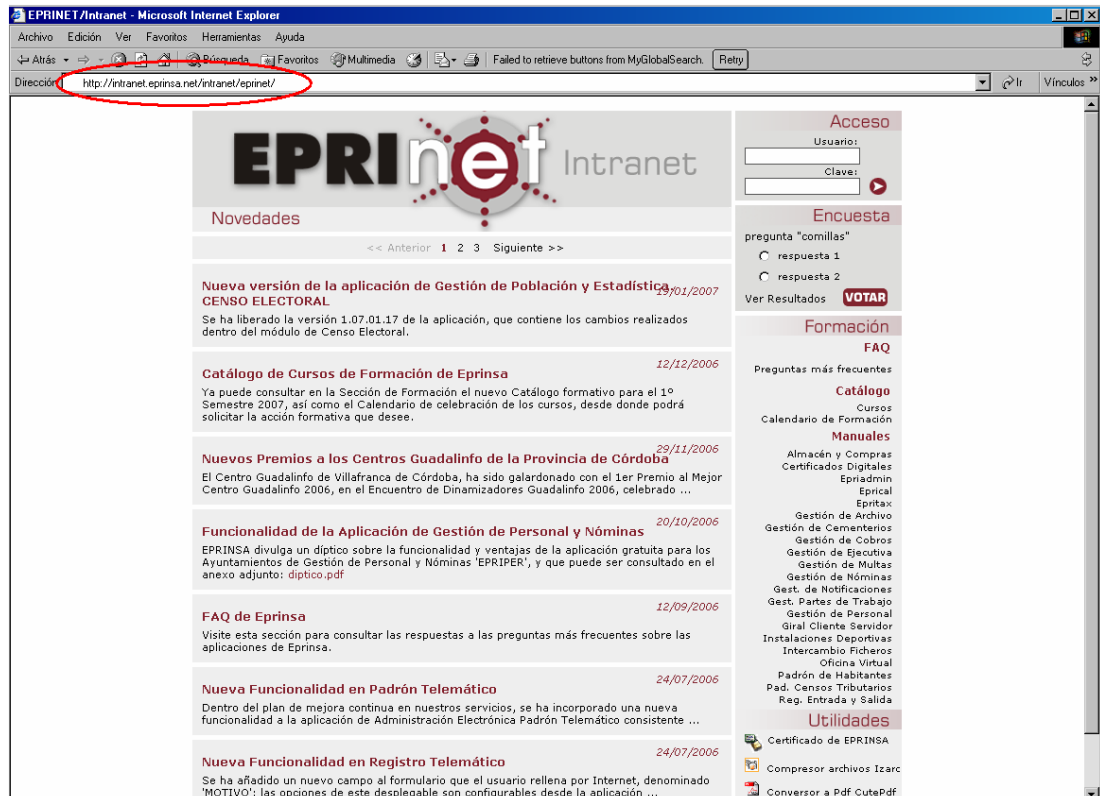 EPRINET/Intranet - Microsoft Internet Explorer
Archivo Edición Ver Favoritos Herramientas Ayuda
Atrás Búsqueda Favoritos Multimedia Failed to retrieve buttons from MyGlobalSearch. Retry
Dirección http://intranet.eprinsa.net/intranet/eprinet/ Ir Vínculos »
EPRInet Intranet
Novedades
<< Anterior 1 2 3 Siguiente >>
Nueva versión de la aplicación de Gestión de Población y Estadística.
CENSO ELECTORAL
19/01/2007
Se ha liberado la versión 1.07.01.17 de la aplicación, que contiene los cambios realizados
dentro del módulo de Censo Electoral.
12/12/2006
Catálogo de Cursos de Formación de Eprinsa
Ya puede consultar en la Sección de Formación el nuevo Catálogo formativo para el 1º
Semestre 2007, así como el Calendario de celebración de los cursos, desde donde podrá
solicitar la acción formativa que desee.
29/11/2006
Nuevos Premios a los Centros Guadalinfo de la Provincia de Córdoba
El Centro Guadalinfo de Villafranca de Córdoba, ha sido galardonado con el 1er Premio al Mejor
Centro Guadalinfo 2006, en el Encuentro de Dinamizadores Guadalinfo 2006, celebrado ...
20/10/2006
Funcionalidad de la Aplicación de Gestión de Personal y Nóminas
EPRINSA divulga un díptico sobre la funcionalidad y ventajas de la aplicación gratuita para los
Ayuntamientos de Gestión de Personal y Nóminas 'EPRIPER', y que puede ser consultado en el
anexo adjunto: diptico.pdf
12/09/2006
FAQ de Eprinsa
Visite esta sección para consultar las respuestas a las preguntas más frecuentes sobre las
aplicaciones de Eprinsa.
24/07/2006
Nueva Funcionalidad en Padrón Telemático
Dentro del plan de mejora continua en nuestros servicios, se ha incorporado una nueva
funcionalidad a la aplicación de Administración Electrónica Padrón Telemático consistente ...
24/07/2006
Nueva Funcionalidad en Registro Telemático
Se ha añadido un nuevo campo al formulario que el usuario rellena por Internet, denominado
'MOTIVO': las opciones de este desplegable son configurables desde la aplicación ...
Acceso
Usuario:
Clave:
Encuesta
pregunta "comillas"
respuesta 1
respuesta 2
Ver Resultados VOTAR
Formación
FAQ
Preguntas más frecuentes
Catálogo
Cursos
Calendario de Formación
Manuales
Almacén y Compras
Certificados Digitales
Epriadmin
Eprical
Epritax
Gestión de Archivo
Gestión de Cementerios
Gestión de Cobros
Gestión de Ejecutiva
Gestión de Multas
Gestión de Nóminas
Gest. de Notificaciones
Gest. Partes de Trabajo
Gestión de Personal
Giral Cliente Servidor
Instalaciones Deportivas
Intercambio Ficheros
Oficina Virtual
Padrón de Habitantes
Pad. Censos Tributarios
Reg. Entrada y Salida
Utilidades
Certificado de EPRINSA
Compresor archivos Izarc
Conversor a Pdf CutePdf